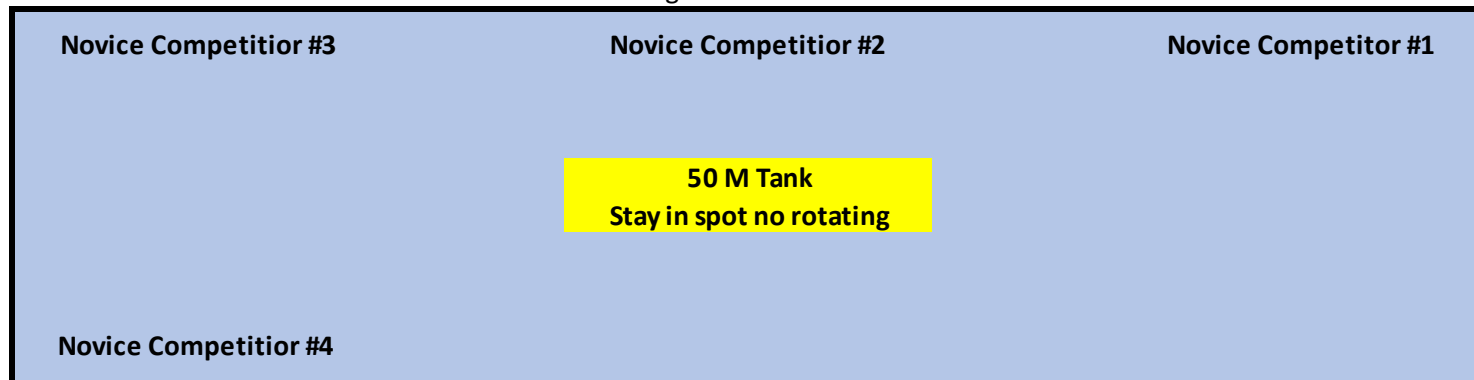 Novice Competitior #3 Novice Competitior #2 Novice Competitor #1
50 M Tank
Stay in spot no rotating
Novice Competitior #4